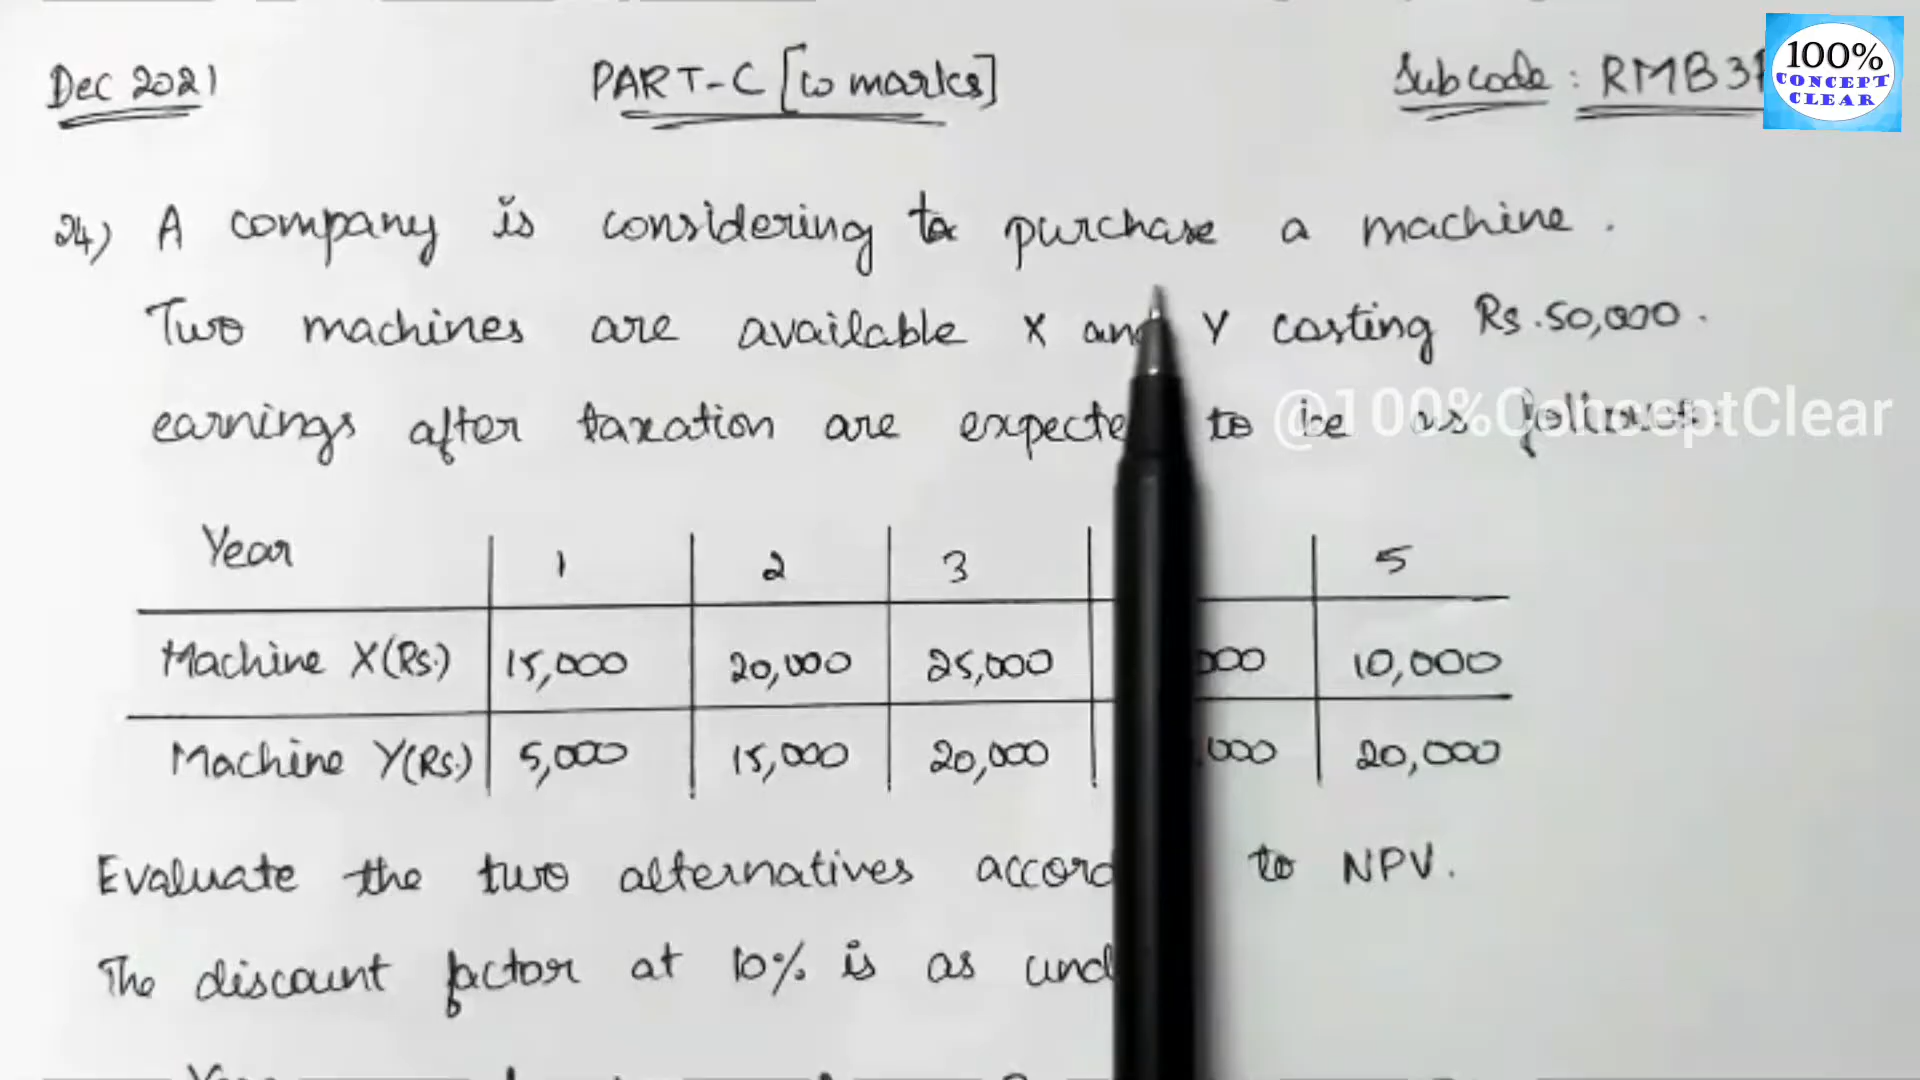 Dec 2021 PART-C [10 marks] Sub code : RMB3
100% CONCEPT CLEAR
24) A company is considering to purchase a machine.
Two machines are available X and Y costing Rs.50,000.
earnings after taxation are expected to be as follows:
@100%ConceptClear
Year 1 2 3 5
Machine X(Rs.) 15,000 20,000 25,000 000 10,000
Machine Y(Rs.) 5,000 15,000 20,000 ,000 20,000
Evaluate the two alternatives accord to NPV.
The discount factor at 10% is as und